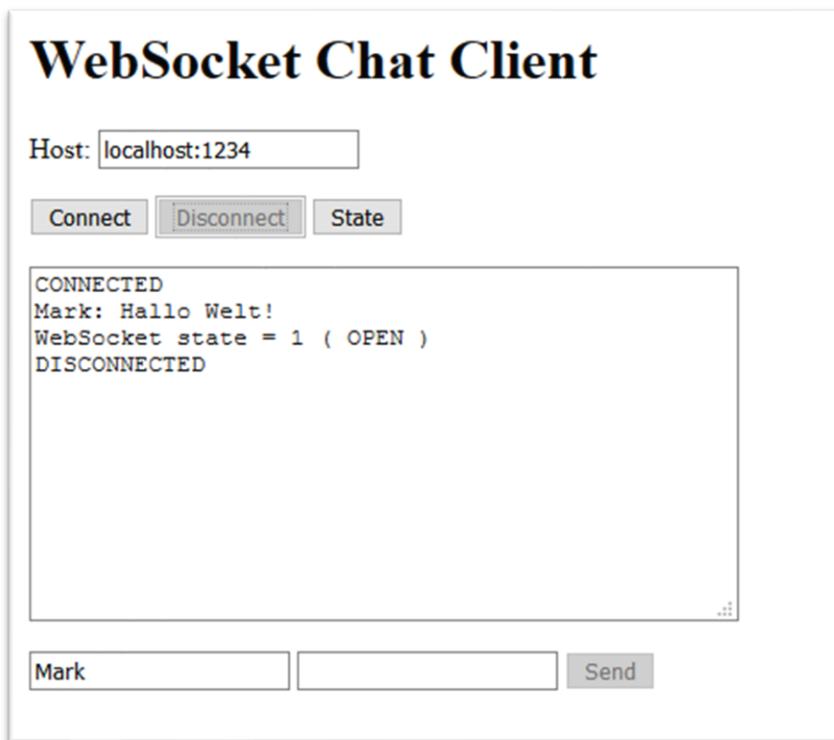 WebSocket Chat Client
Host: localhost:1234
Connect Disconnect State
CONNECTED
Mark: Hallo Welt!
WebSocket state = 1 ( OPEN )
DISCONNECTED
Mark Send